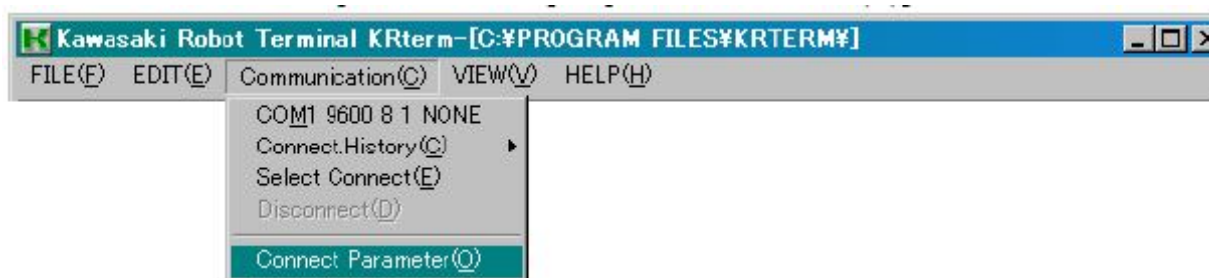 Kawasaki Robot Terminal KRterm-[C:¥PROGRAM FILES¥KRTERM¥]
FILE(F) EDIT(E) Communication(C) VIEW(V) HELP(H)
COM1 9600 8 1 NONE
Connect.History(C)
Select Connect(E)
Disconnect(D)
Connect Parameter(O)